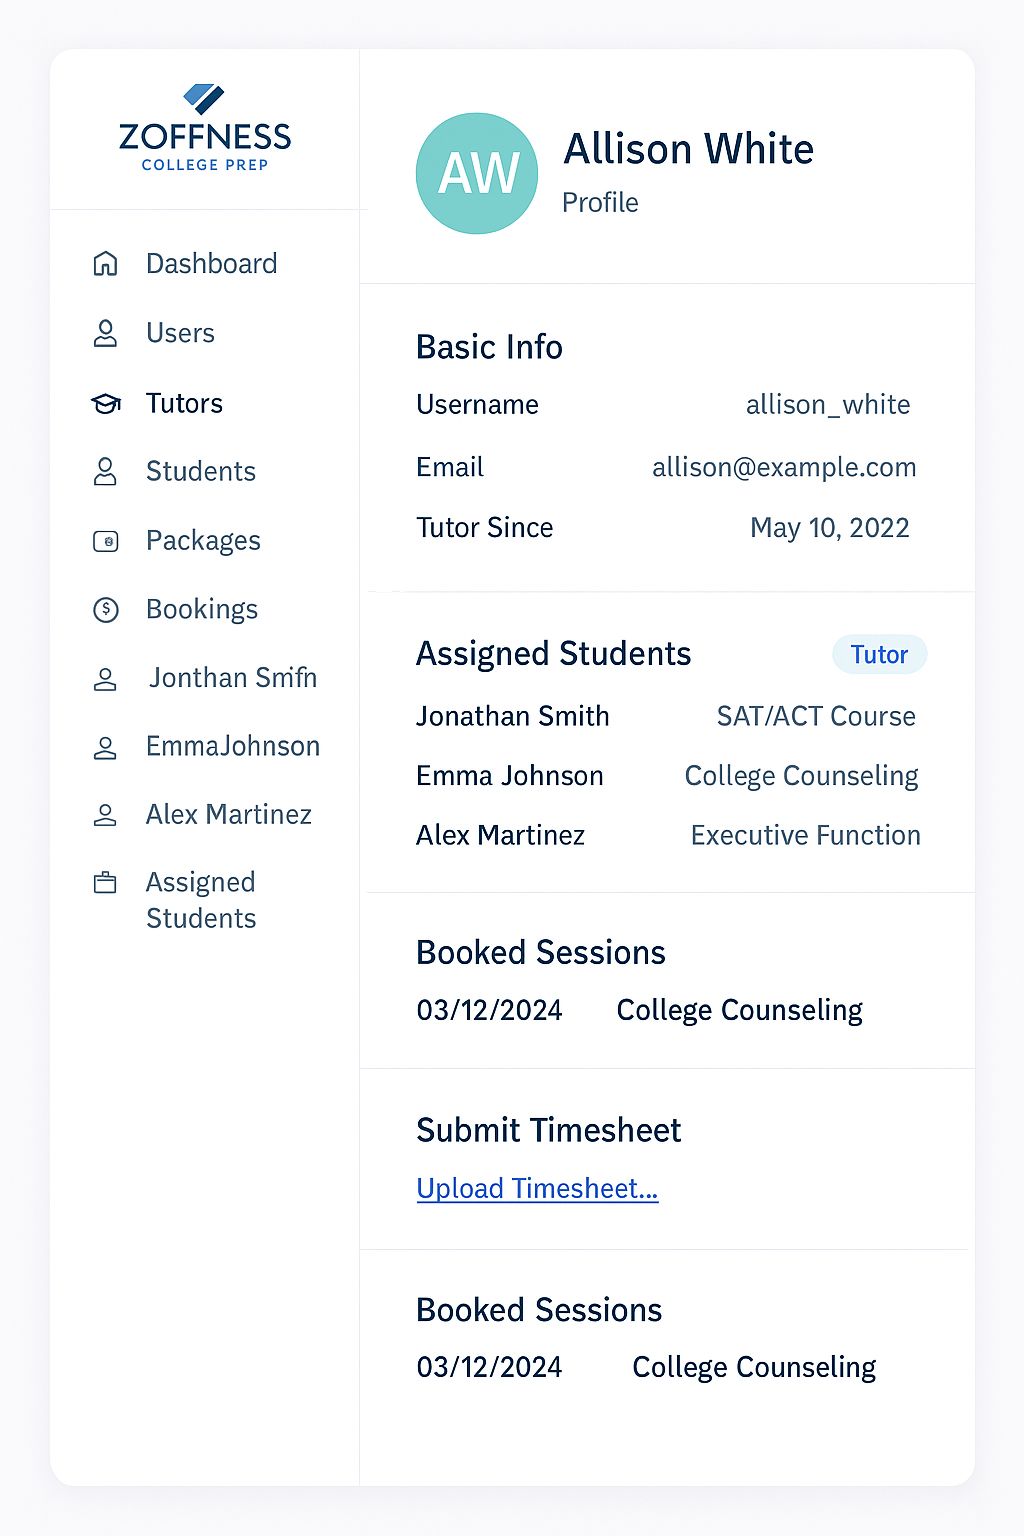 ZOFFNESS
COLLEGE PREP
Dashboard
Users
Tutors
Students
Packages
Bookings
Jonthan Smifn
EmmaJohnson
Alex Martinez
Assigned
Students
AW
Allison White
Profile
Basic Info
Username allison_white
Email allison@example.com
Tutor Since May 10, 2022
Assigned Students Tutor
Jonathan Smith SAT/ACT Course
Emma Johnson College Counseling
Alex Martinez Executive Function
Booked Sessions
03/12/2024 College Counseling
Submit Timesheet
Upload Timesheet...
Booked Sessions
03/12/2024 College Counseling